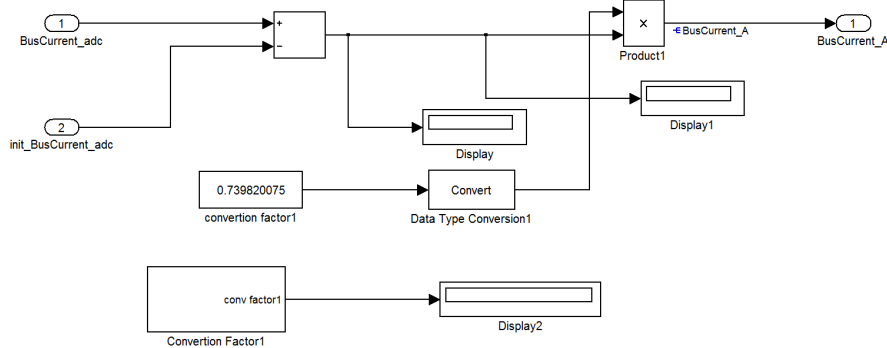 1
BusCurrent_adc
+
−
×
Product1
BusCurrent_A
1
BusCurrent_A
2
init_BusCurrent_adc
Display
Display1
0.739820075
convertion factor1
Convert
Data Type Conversion1
conv factor1
Convertion Factor1
Display2